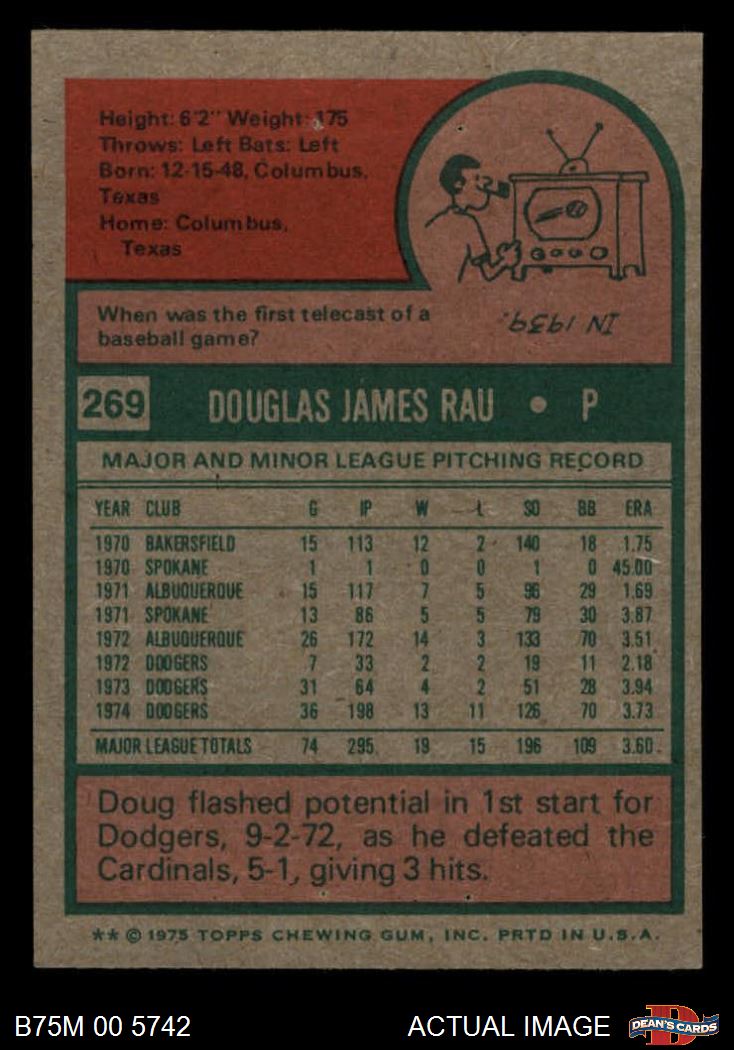 Height: 6'2" Weight: 175
Throws: Left Bats: Left
Born: 12-15-48, Columbus,
Texas
Home: Columbus,
Texas
When was the first telecast of a
baseball game?
IN 1939.
269 DOUGLAS JAMES RAU • P
MAJOR AND MINOR LEAGUE PITCHING RECORD
YEAR CLUB G IP W L SO BB ERA
1970 BAKERSFIELD 15 113 12 2 140 18 1.75
1970 SPOKANE 1 1 0 0 1 0 45.00
1971 ALBUQUERQUE 15 117 7 5 96 29 1.69
1971 SPOKANE 13 86 5 5 79 30 3.87
1972 ALBUQUERQUE 26 172 14 3 133 70 3.51
1972 DODGERS 7 33 2 2 19 11 2.18
1973 DODGERS 31 64 4 2 51 28 3.94
1974 DODGERS 36 198 13 11 126 70 3.73
MAJOR LEAGUE TOTALS 74 295 19 15 196 109 3.60
Doug flashed potential in 1st start for
Dodgers, 9-2-72, as he defeated the
Cardinals, 5-1, giving 3 hits.
** © 1975 TOPPS CHEWING GUM, INC. PRTD IN U.S.A.
B75M 00 5742 ACTUAL IMAGE DEAN'S CARDS